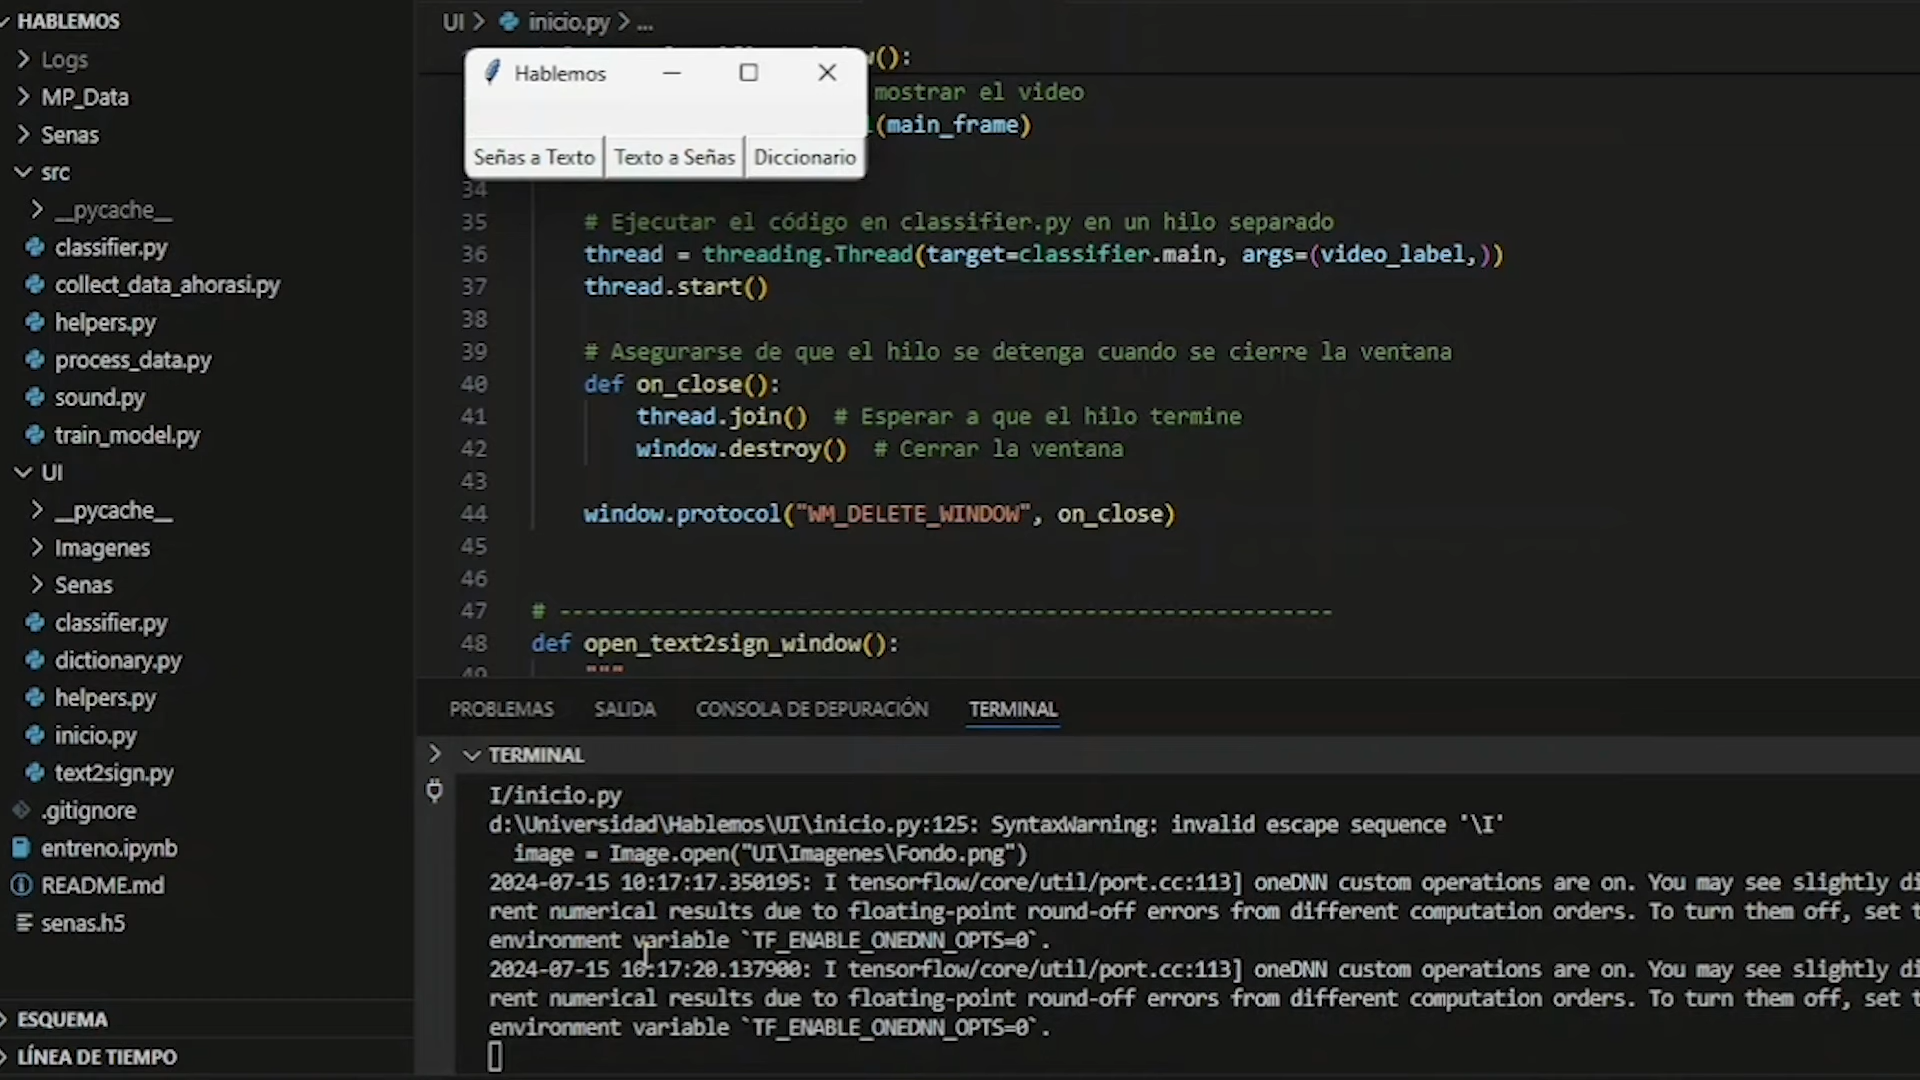 HABLEMOS
Logs
MP_Data
Senas
src
__pycache__
classifier.py
collect_data_ahorasi.py
helpers.py
process_data.py
sound.py
train_model.py
UI
__pycache__
Imagenes
Senas
classifier.py
dictionary.py
helpers.py
inicio.py
text2sign.py
.gitignore
entreno.ipynb
README.md
senas.h5
ESQUEMA
LÍNEA DE TIEMPO
UI > inicio.py > ...
Hablemos
Señas a Texto Texto a Señas Diccionario
():
mostrar el video
(main_frame)
34
35 # Ejecutar el código en classifier.py en un hilo separado
36 thread = threading.Thread(target=classifier.main, args=(video_label,))
37 thread.start()
38
39 # Asegurarse de que el hilo se detenga cuando se cierre la ventana
40 def on_close():
41 thread.join() # Esperar a que el hilo termine
42 window.destroy() # Cerrar la ventana
43
44 window.protocol("WM_DELETE_WINDOW", on_close)
45
46
47 # -----------------------------------------------------------
48 def open_text2sign_window():
49 """
PROBLEMAS SALIDA CONSOLA DE DEPURACIÓN TERMINAL
TERMINAL
I/inicio.py
d:\Universidad\Hablemos\UI\inicio.py:125: SyntaxWarning: invalid escape sequence '\I'
image = Image.open("UI\Imagenes\Fondo.png")
2024-07-15 10:17:17.350195: I tensorflow/core/util/port.cc:113] oneDNN custom operations are on. You may see slightly di
rent numerical results due to floating-point round-off errors from different computation orders. To turn them off, set t
environment variable `TF_ENABLE_ONEDNN_OPTS=0`.
2024-07-15 10:17:20.137900: I tensorflow/core/util/port.cc:113] oneDNN custom operations are on. You may see slightly di
rent numerical results due to floating-point round-off errors from different computation orders. To turn them off, set t
environment variable `TF_ENABLE_ONEDNN_OPTS=0`.